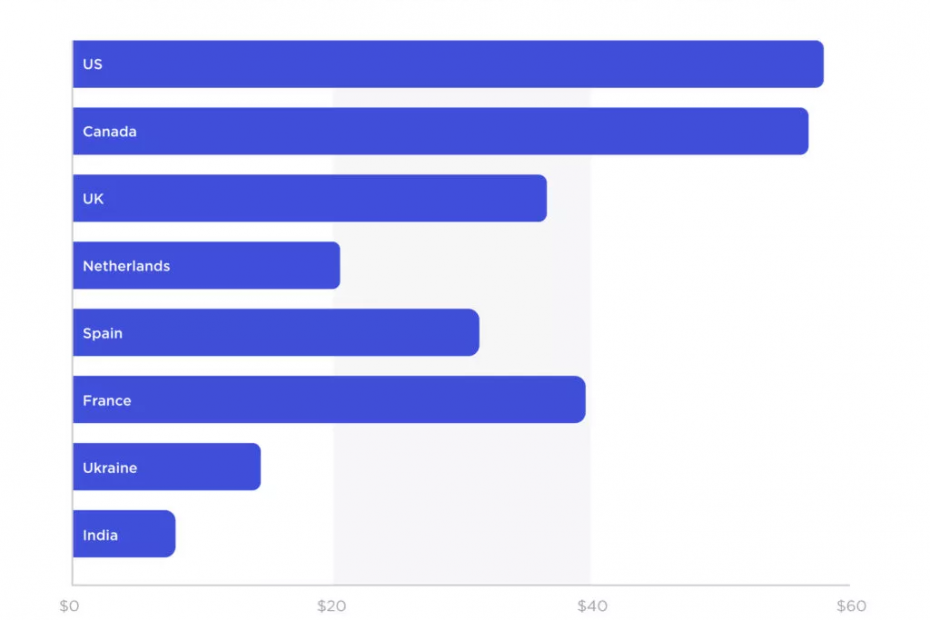 US
Canada
UK
Netherlands
Spain
France
Ukraine
India
$0 $20 $40 $60